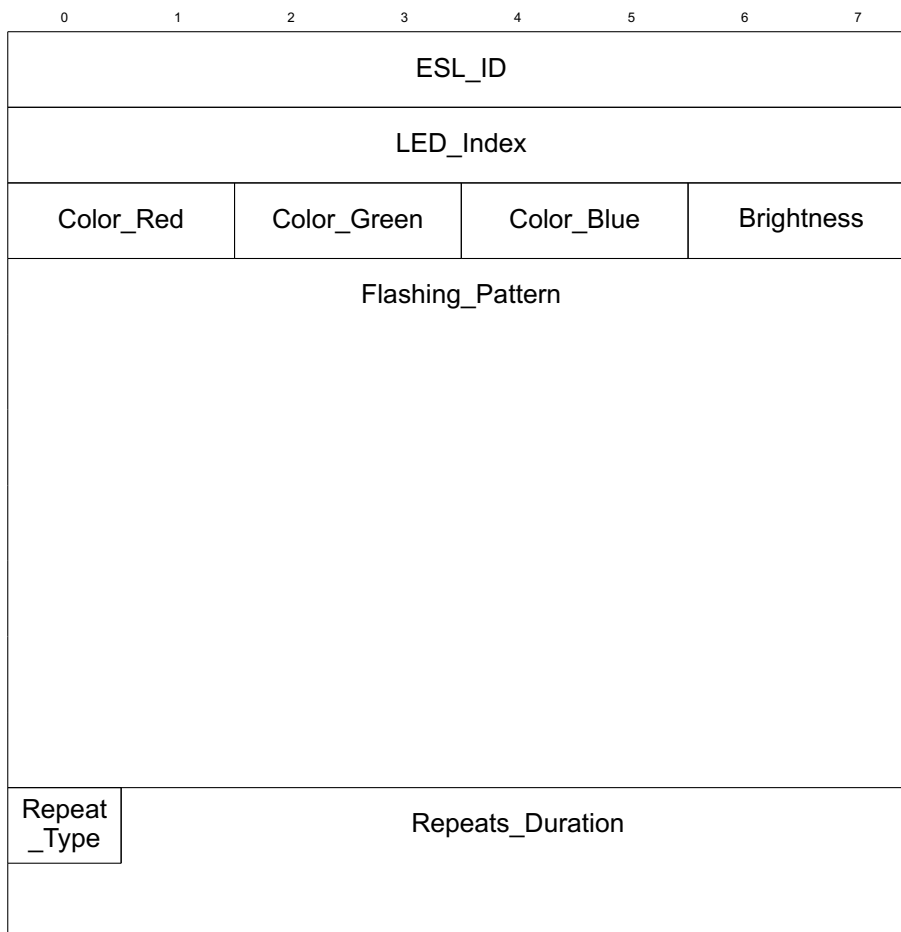 0 1 2 3 4 5 6 7
ESL_ID
LED_Index
Color_Red Color_Green Color_Blue Brightness
Flashing_Pattern
Repeat
_Type
Repeats_Duration